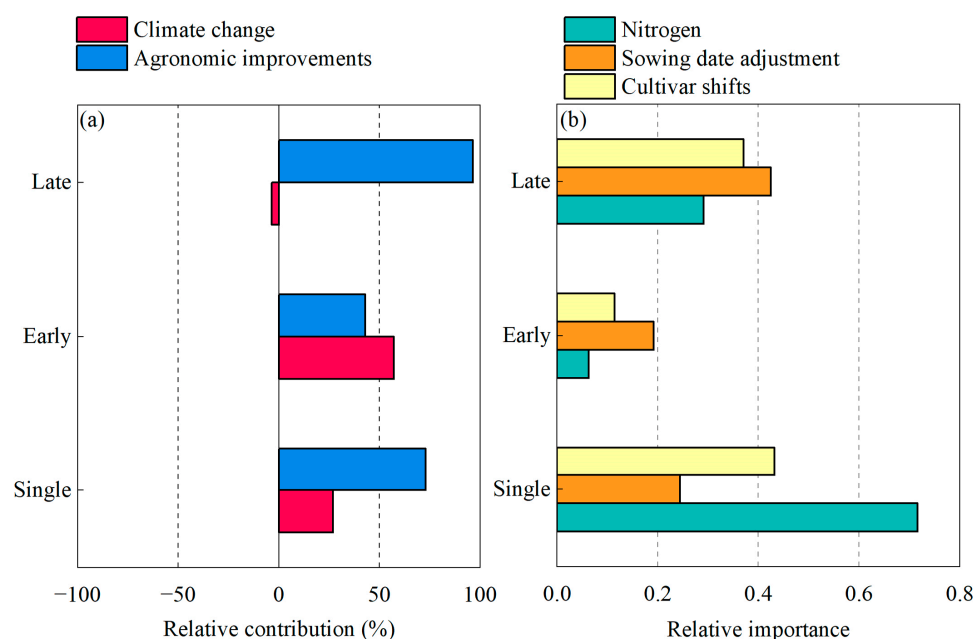 Climate change
Agronomic improvements
Nitrogen
Sowing date adjustment
Cultivar shifts
(a)
Late
Early
Single
−100
−50
0
50
100
Relative contribution (%)
(b)
Late
Early
Single
0.0
0.2
0.4
0.6
0.8
Relative importance